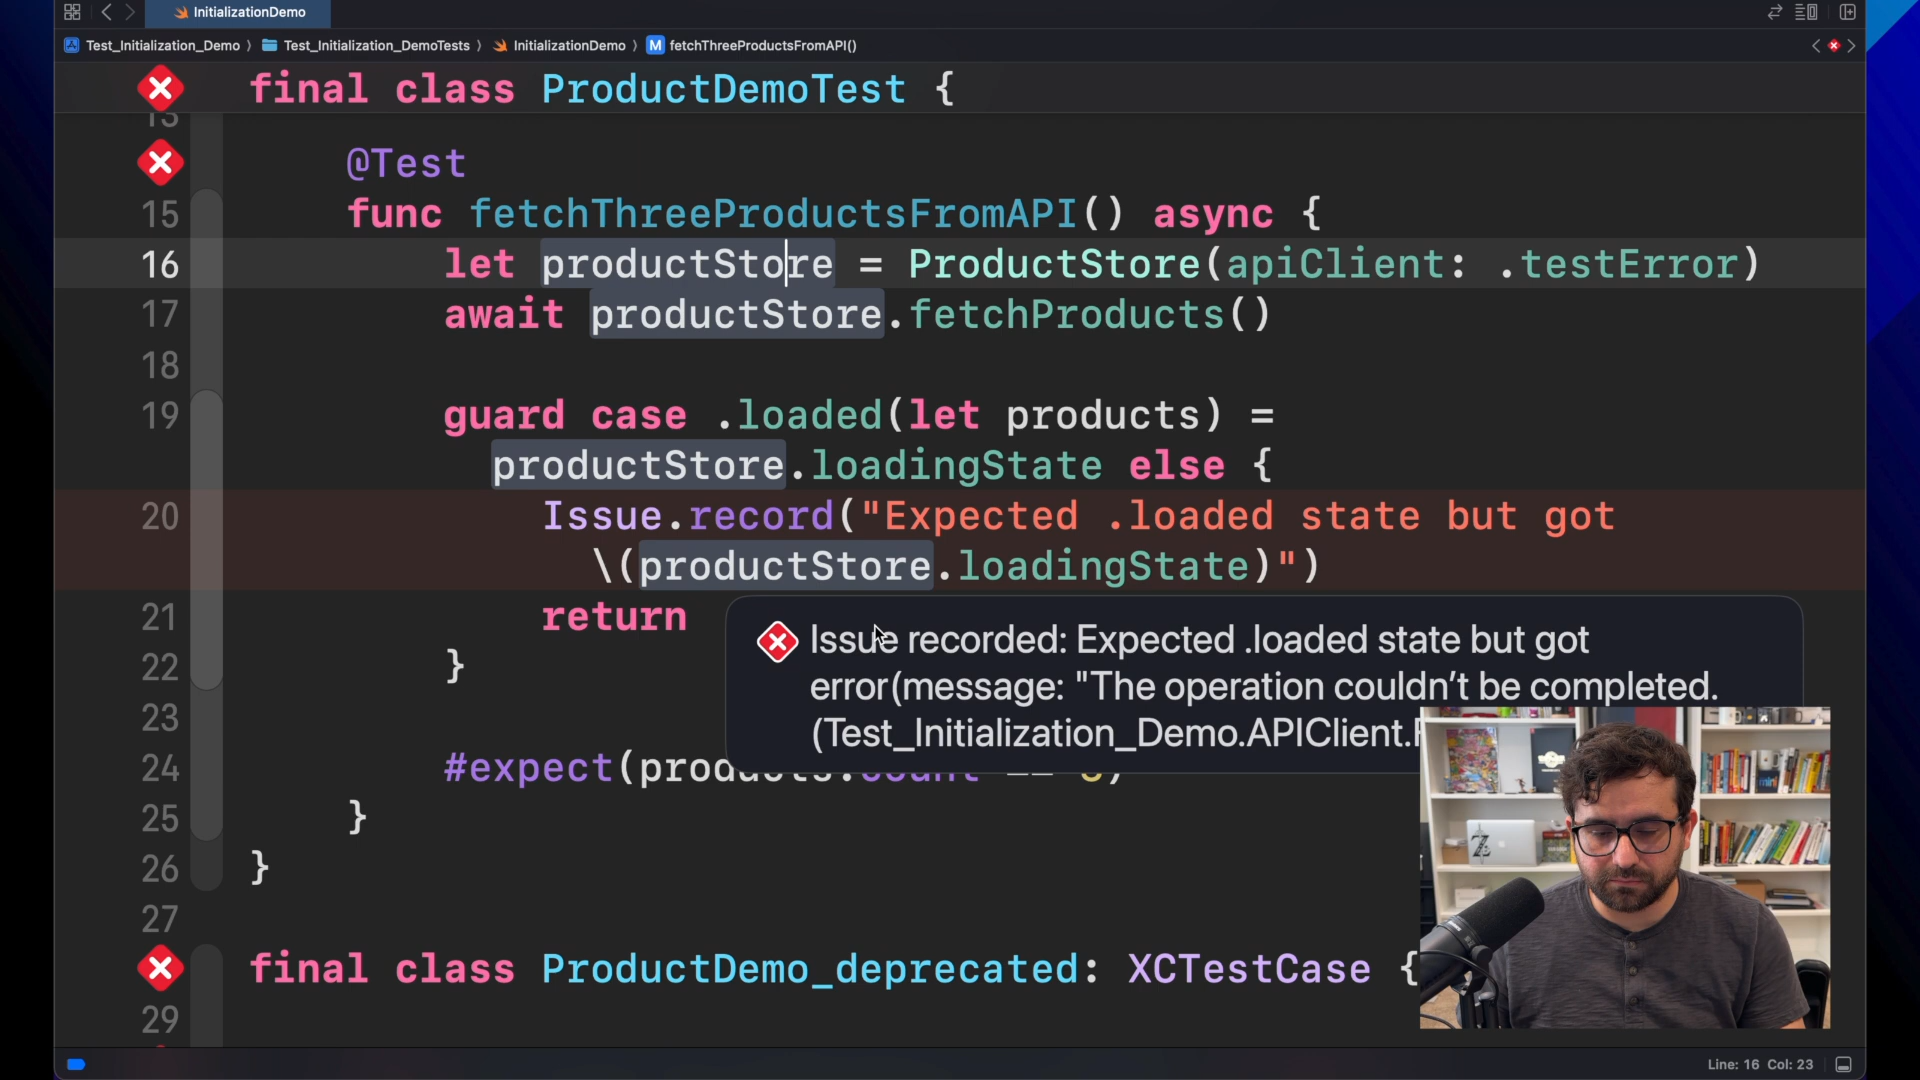 InitializationDemo
Test_Initialization_Demo 〉 Test_Initialization_DemoTests 〉 InitializationDemo 〉 M fetchThreeProductsFromAPI()
final class ProductDemoTest {
13
@Test
15 func fetchThreeProductsFromAPI() async {
16 let productStore = ProductStore(apiClient: .testError)
17 await productStore.fetchProducts()
18
19 guard case .loaded(let products) =
productStore.loadingState else {
20 Issue.record("Expected .loaded state but got
\(productStore.loadingState)")
21 return
Issue recorded: Expected .loaded state but got
22 }
error(message: "The operation couldn’t be completed.
23
(Test_Initialization_Demo.APIClient.
24 #expect(products.count ==
25 }
26 }
27
final class ProductDemo_deprecated: XCTestCase {
29
Line: 16 Col: 23